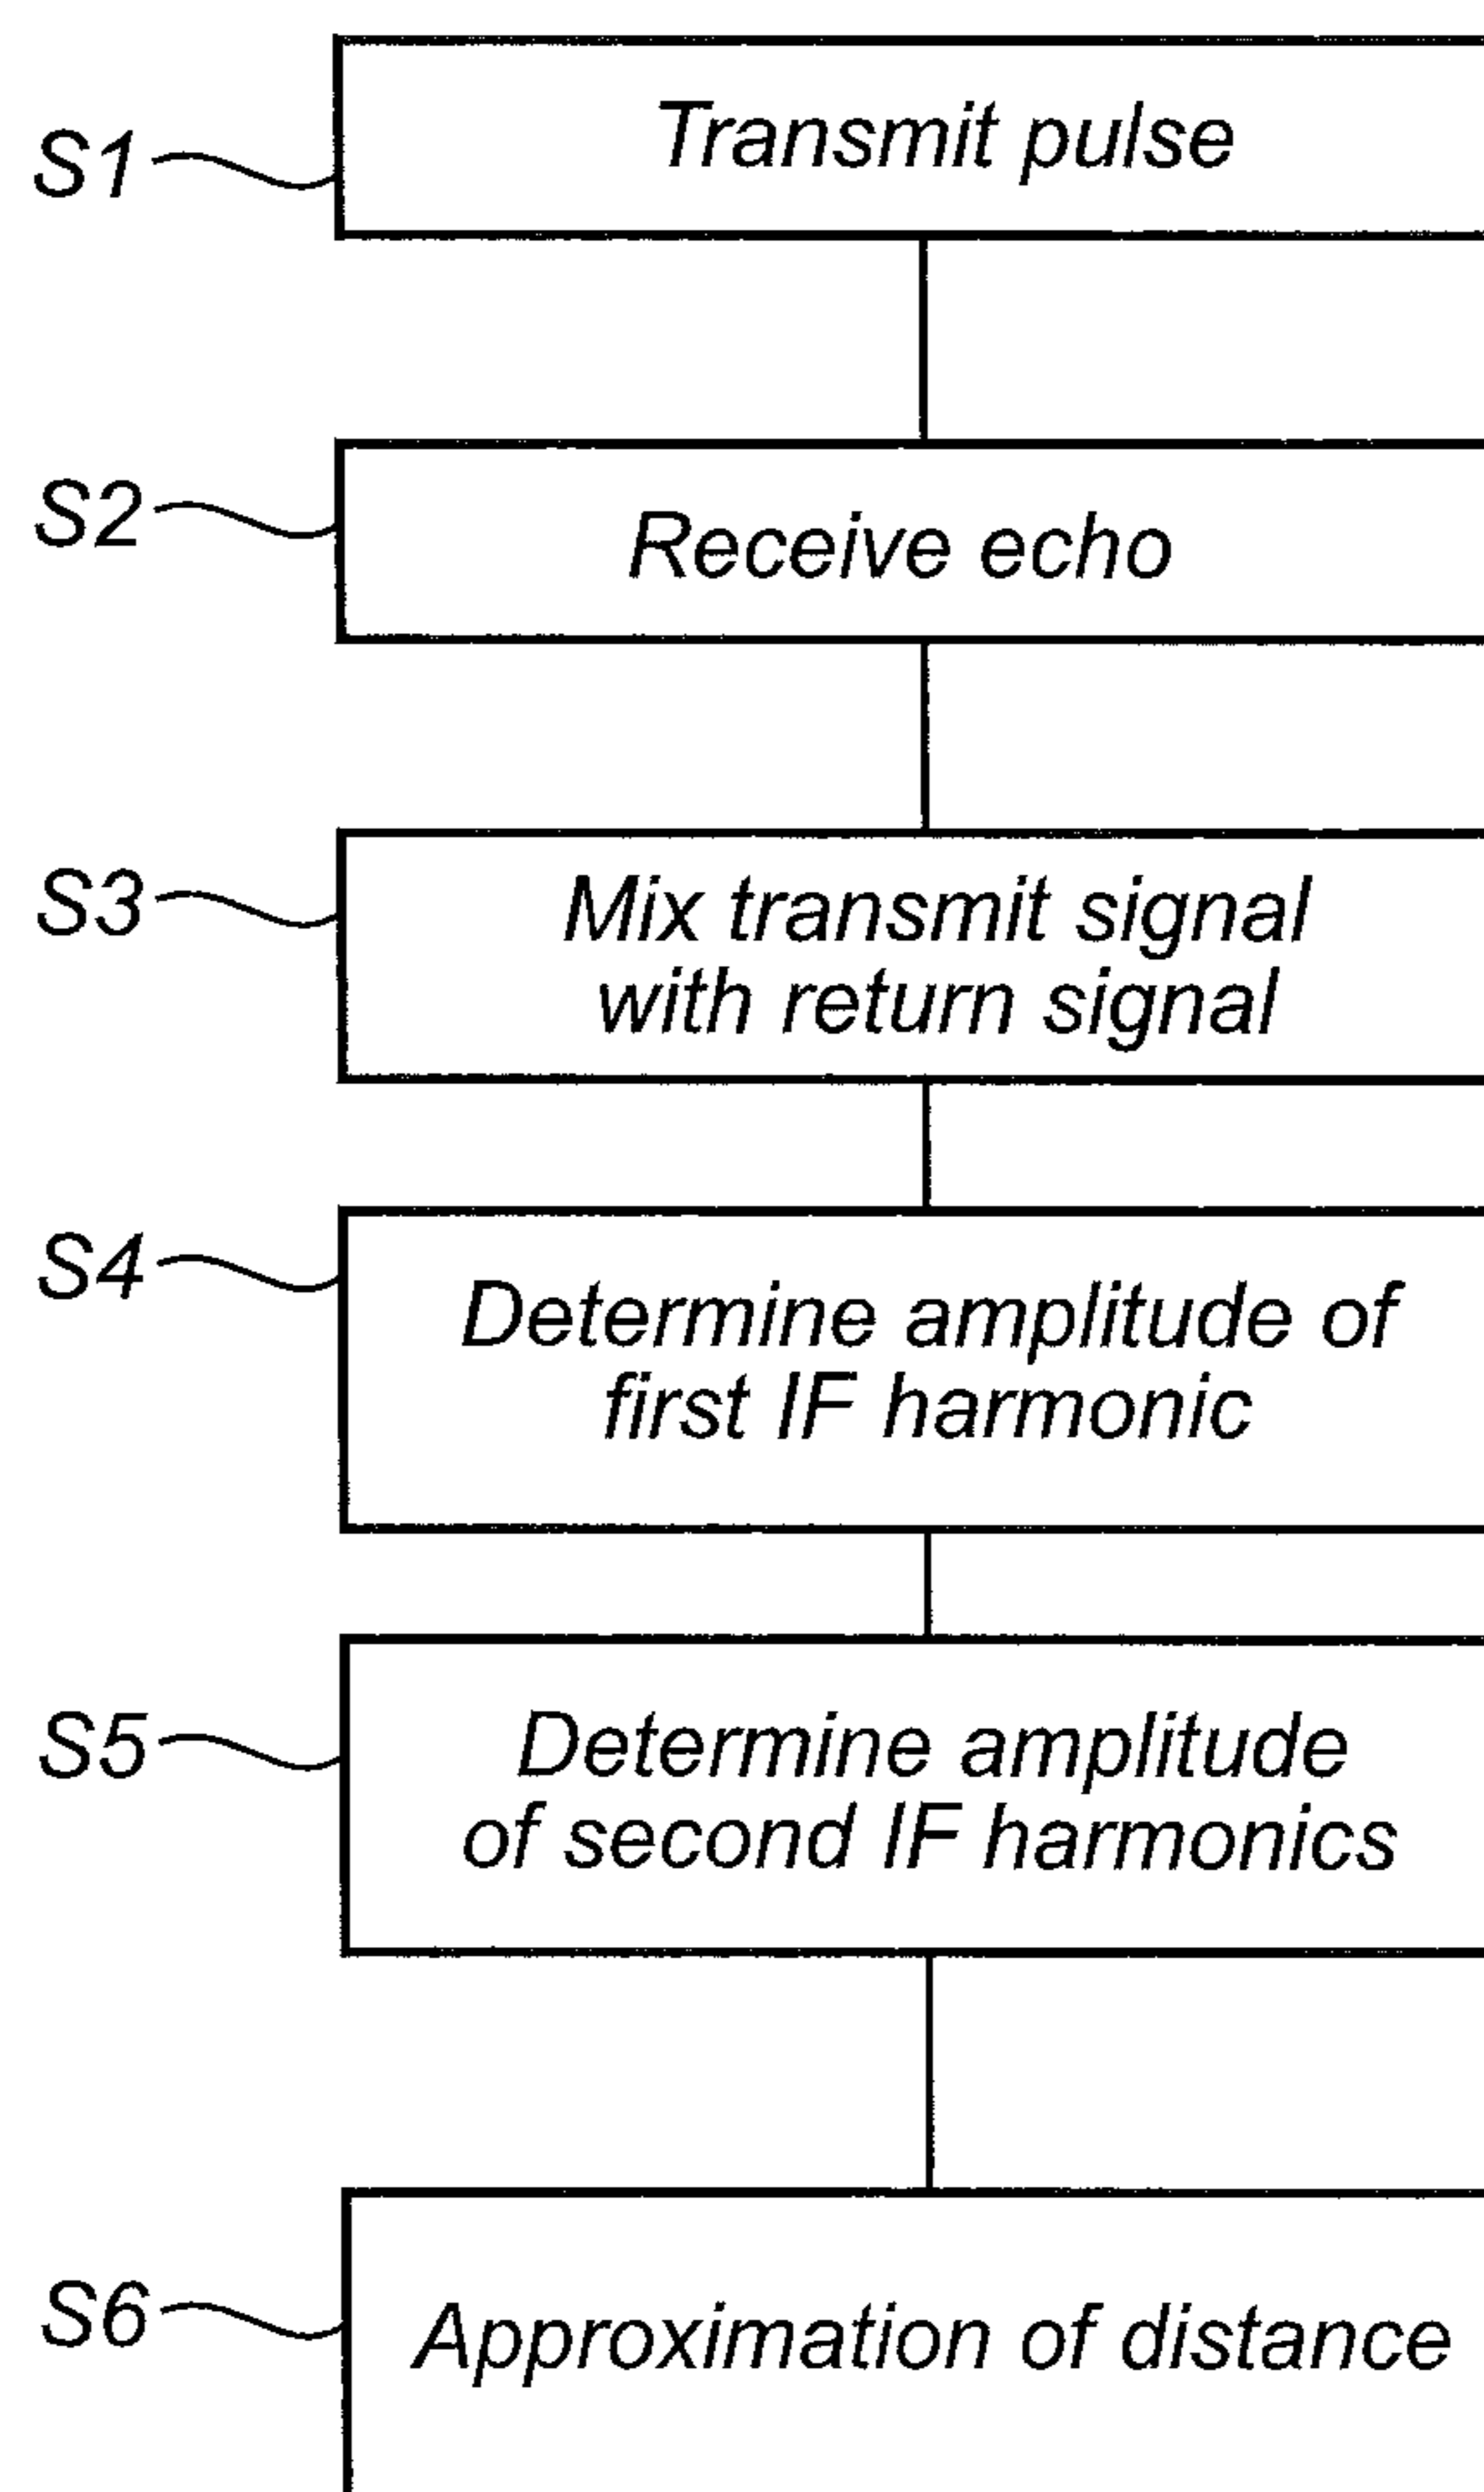 S1
Transmit pulse
S2
Receive echo
S3
Mix transmit signal
with return signal
S4
Determine amplitude of
first IF harmonic
S5
Determine amplitude
of second IF harmonics
S6
Approximation of distance